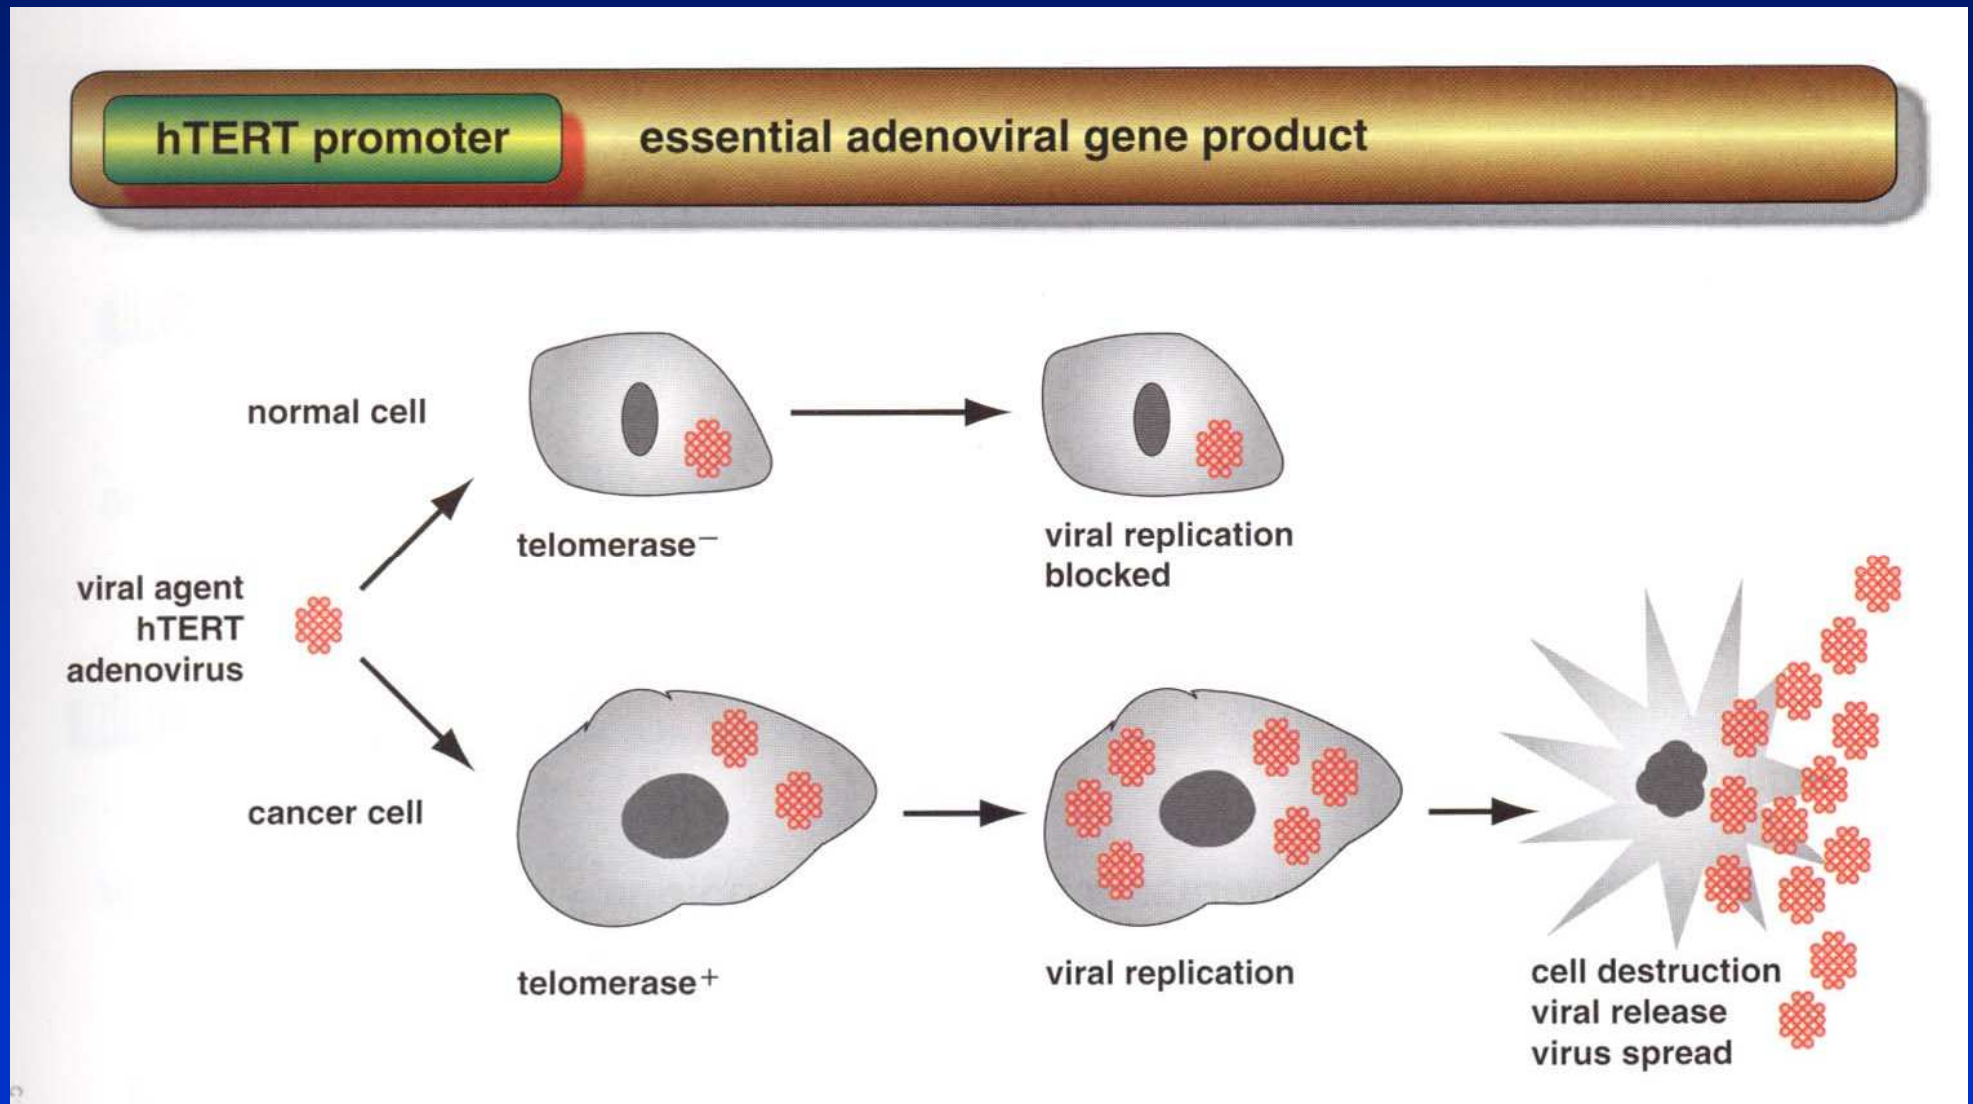 hTERT promoter
essential adenoviral gene product
normal cell
telomerase−
viral replication
blocked
viral agent
hTERT
adenovirus
cancer cell
telomerase+
viral replication
cell destruction
viral release
virus spread